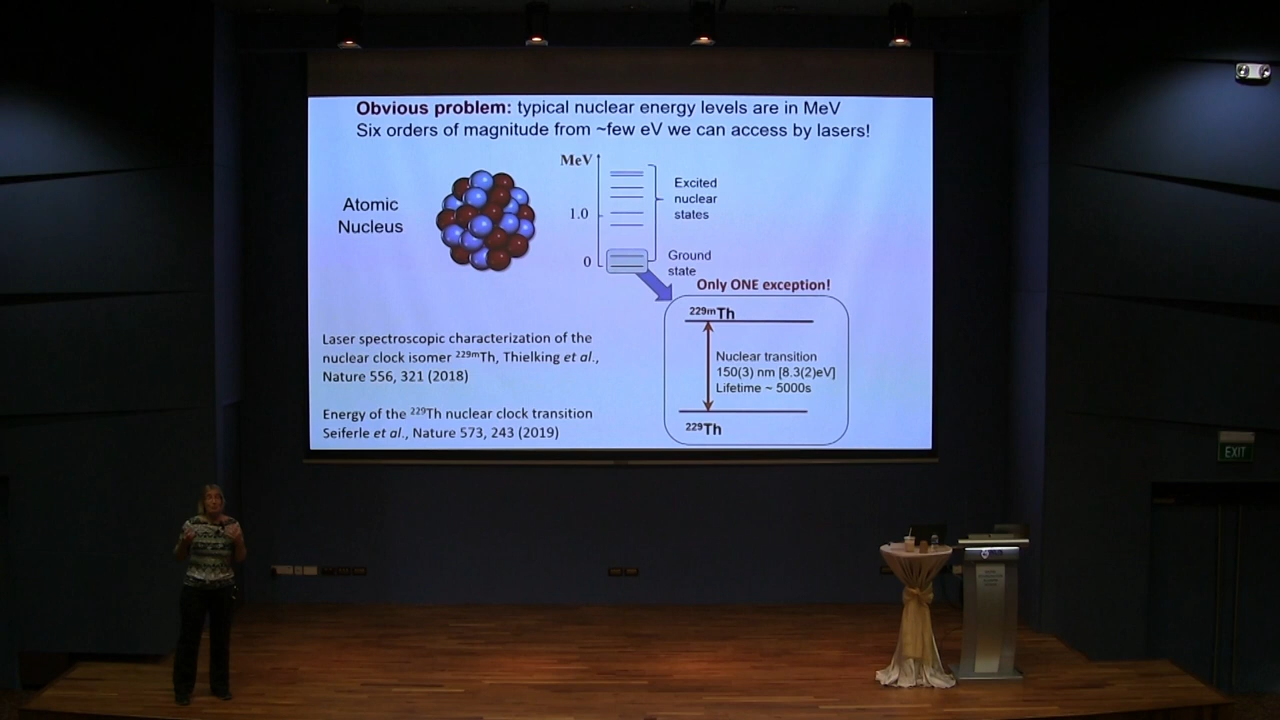 Obvious problem: typical nuclear energy levels are in MeV
Six orders of magnitude from ~few eV we can access by lasers!
MeV
Atomic
Nucleus
1.0
0
Excited
nuclear
states
Ground
state
Only ONE exception!
229mTh
Nuclear transition
150(3) nm [8.3(2)eV]
Lifetime ~ 5000s
229Th
Laser spectroscopic characterization of the
nuclear clock isomer 229mTh, Thielking et al.,
Nature 556, 321 (2018)
Energy of the 229Th nuclear clock transition
Seiferle et al., Nature 573, 243 (2019)
EXIT